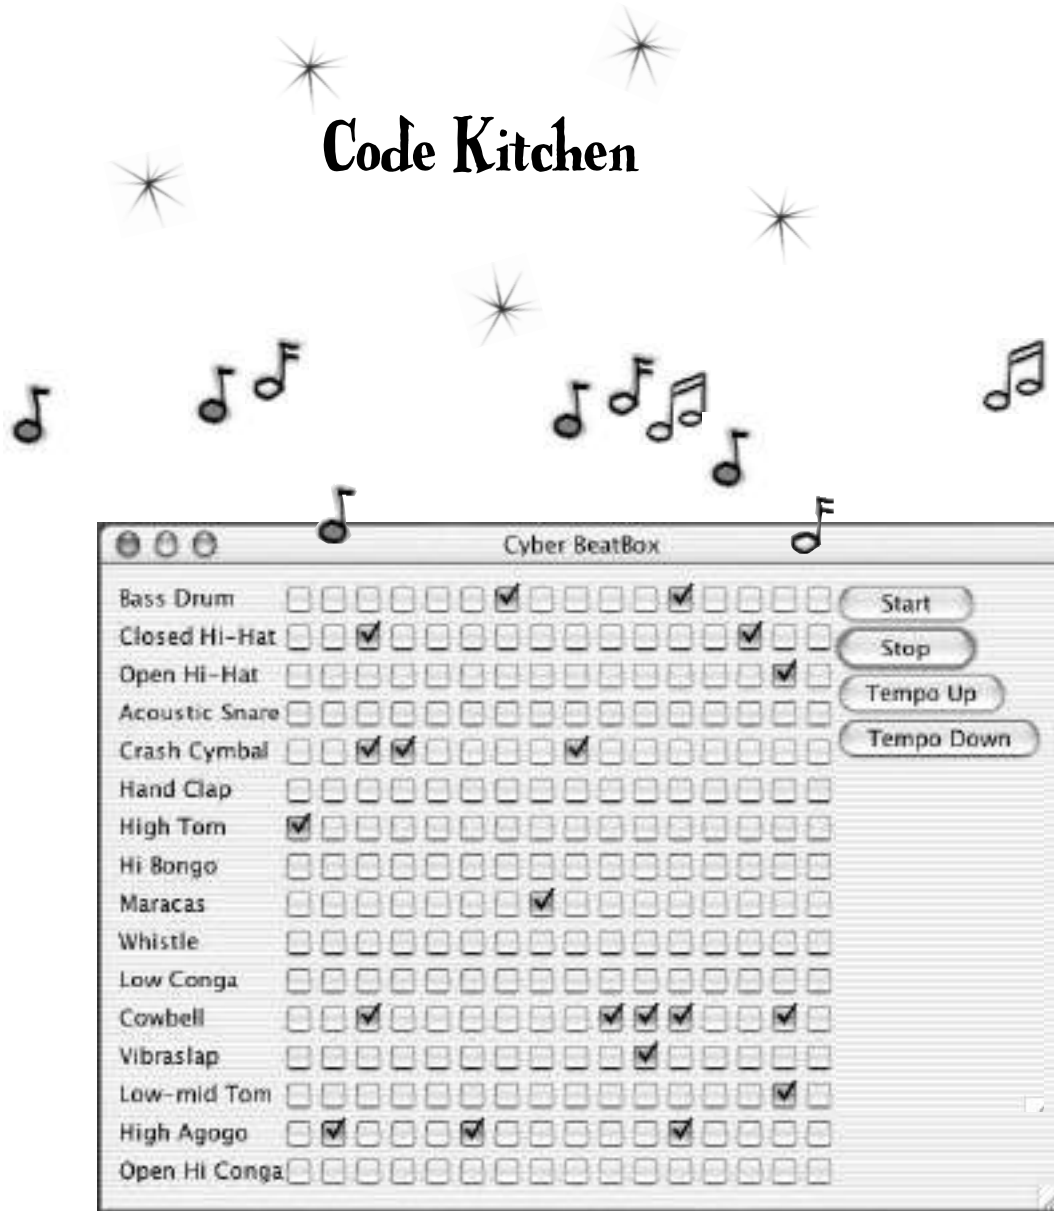 Code Kitchen
Cyber BeatBox
Bass Drum
Closed Hi-Hat
Open Hi-Hat
Acoustic Snare
Crash Cymbal
Hand Clap
High Tom
Hi Bongo
Maracas
Whistle
Low Conga
Cowbell
Vibraslap
Low-mid Tom
High Agogo
Open Hi Conga
Start
Stop
Tempo Up
Tempo Down